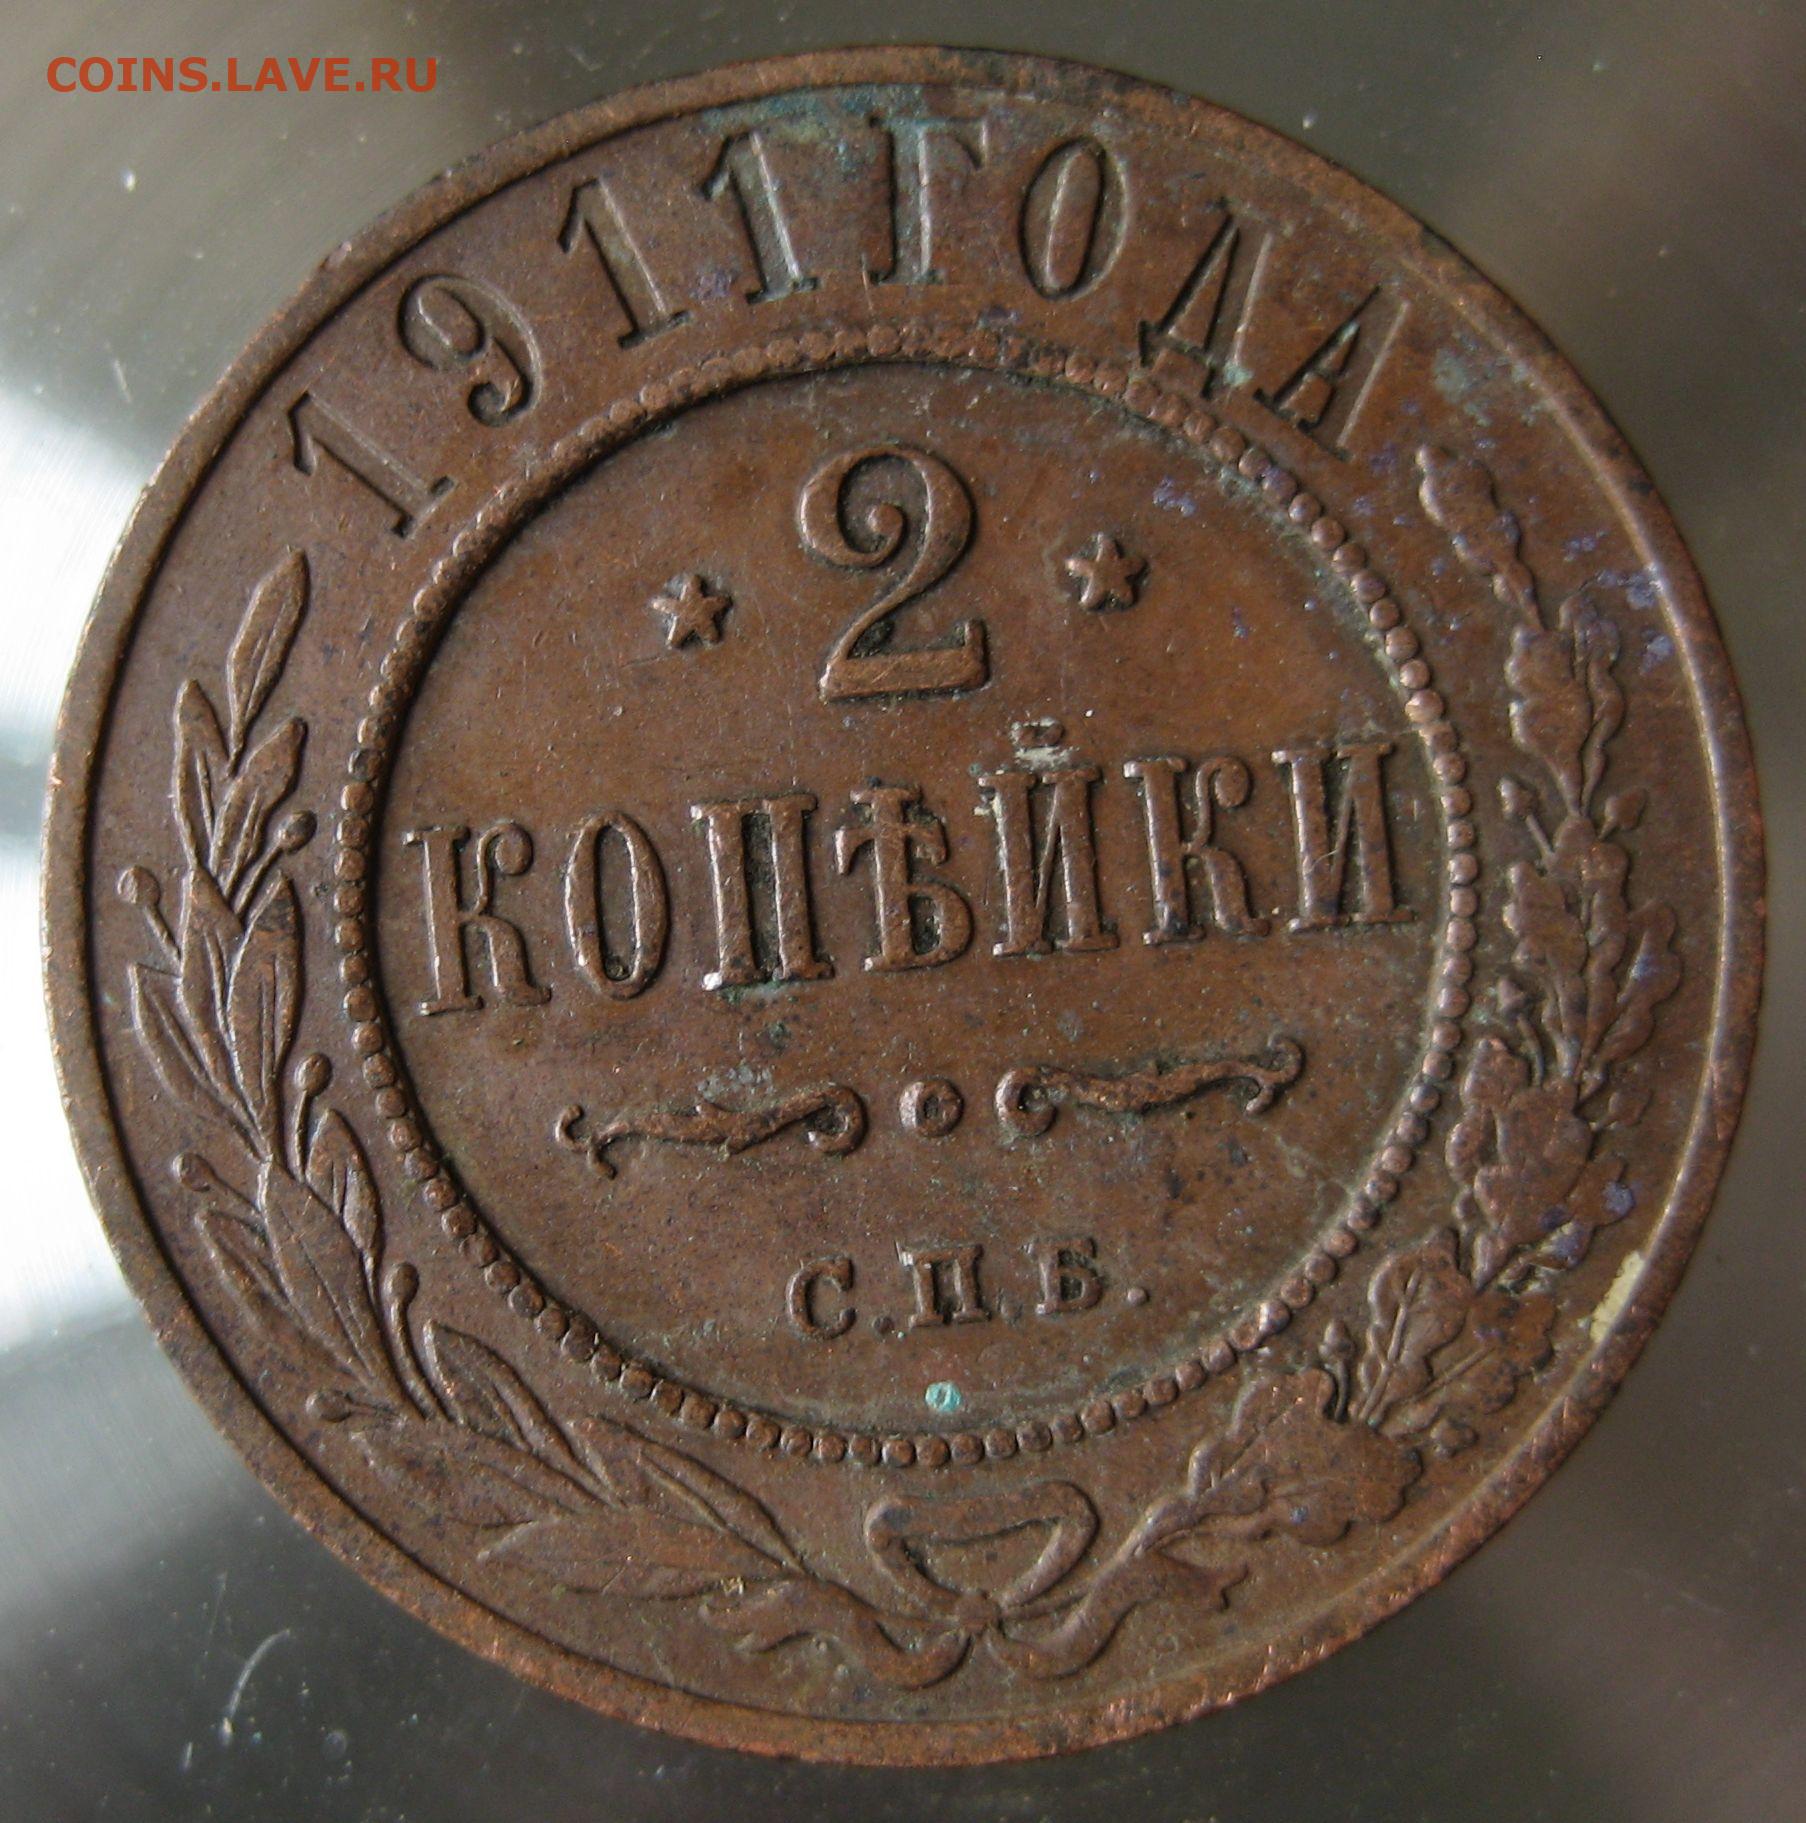 COINS.LAVE.RU
1911 ГОДА
2
КОПѢЙКИ
С.П.Б.